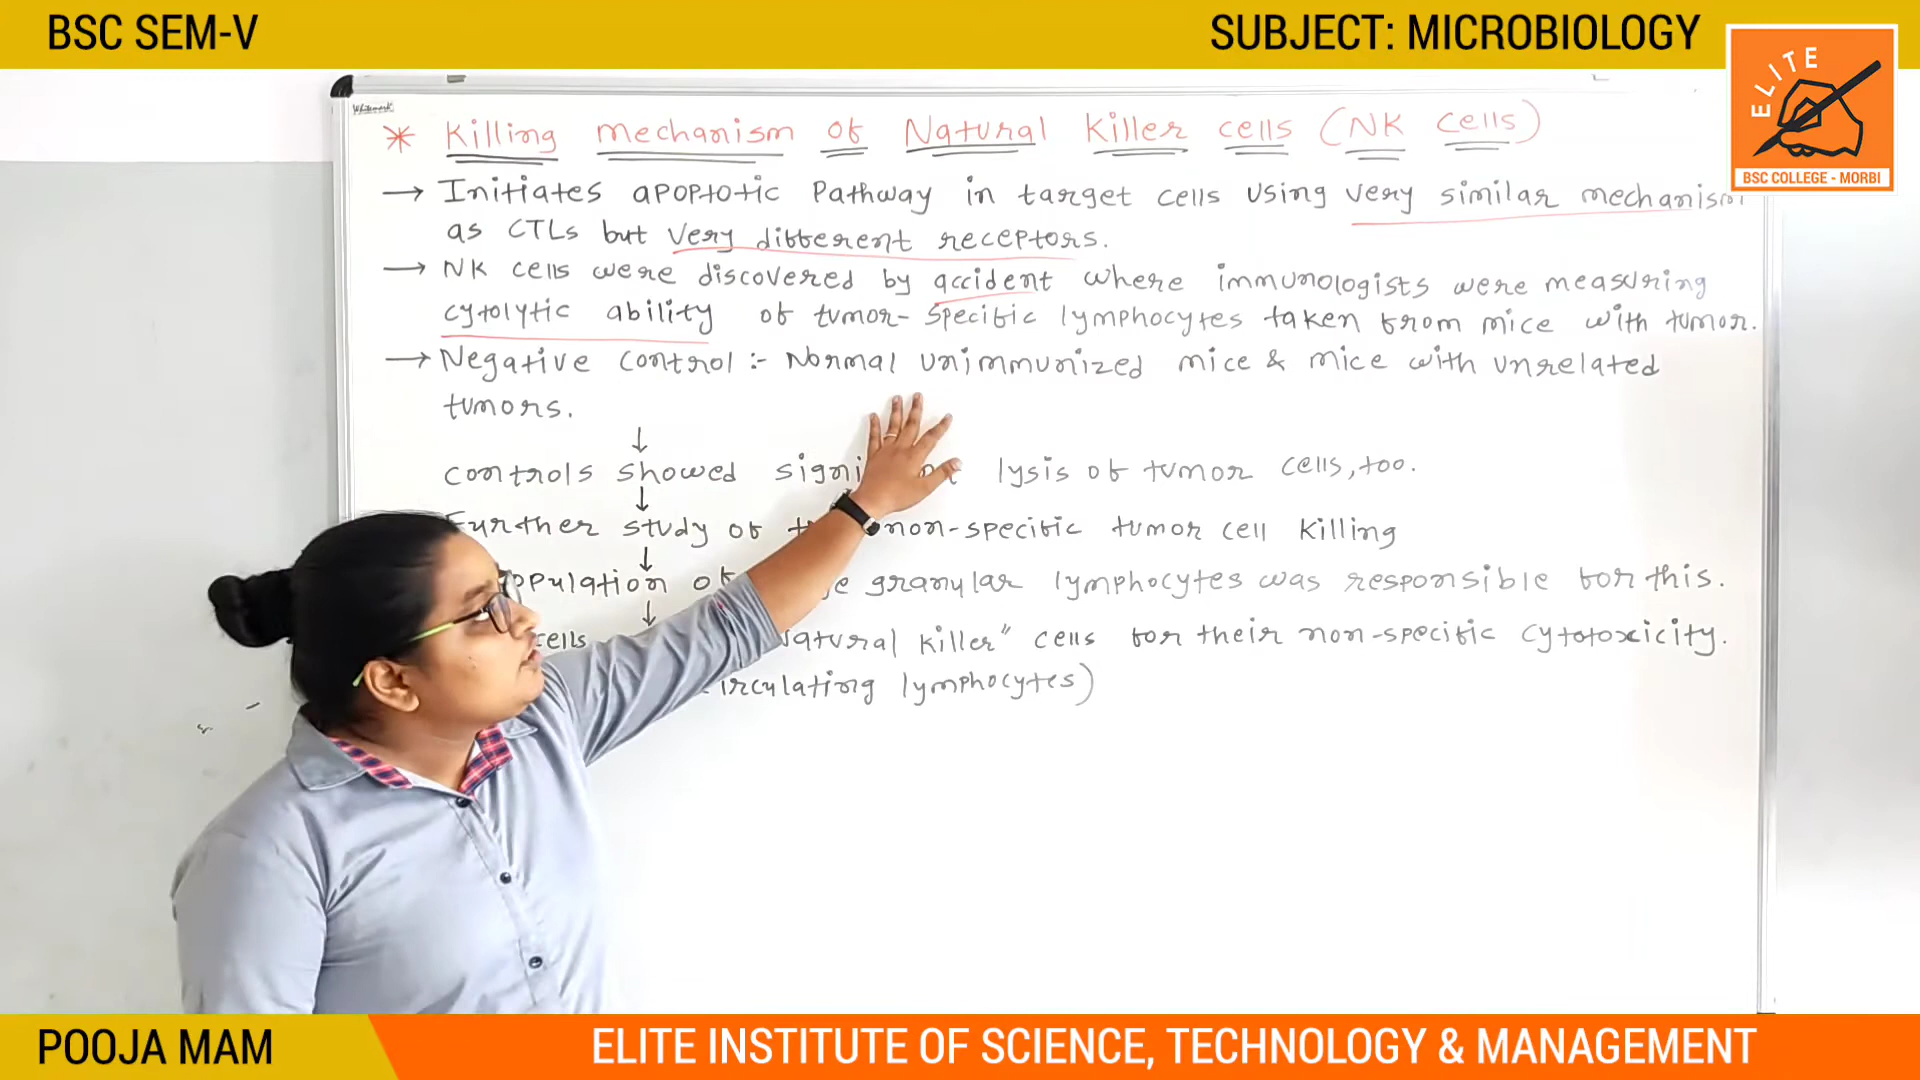 BSC SEM-V
SUBJECT: MICROBIOLOGY
ELITE
BSC COLLEGE - MORBI
Whitemark
* Killing mechanism of Natural Killer cells (NK cells)
→ Initiates apoptotic Pathway in target cells using very similar mechanism
as CTLs but very different receptors.
→ NK cells were discovered by accident where immunologists were measuring
cytolytic ability of tumor-specific lymphocytes taken from mice with tumor.
→ Negative control :- Normal unimmunized mice & mice with unrelated
tumors.
↓
controls showed lysis of tumor cells, too.
↓
Further study of non-specific tumor cell killing
↓
granular lymphocytes was responsible for this.
↓
cells Natural killer" cells for their non-specific cytotoxicity.
circulating lymphocytes)
POOJA MAM
ELITE INSTITUTE OF SCIENCE, TECHNOLOGY & MANAGEMENT